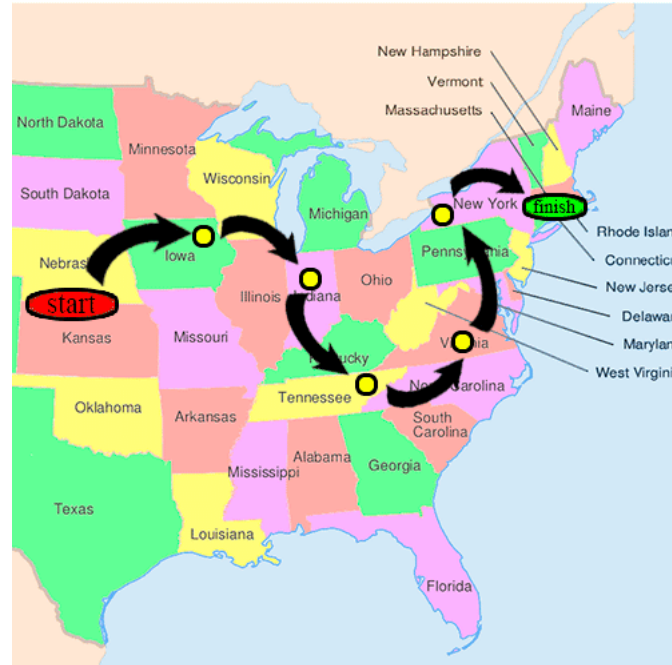 New Hampshire
Vermont
Massachusetts
Maine
North Dakota
Minnesota
Wisconsin
South Dakota
Michigan
New York
finish
Rhode Islan
Iowa
Pennsylvania
Connecticu
Nebras
Ohio
New Jerse
start
Illinois
Indiana
Delawar
Kansas
Missouri
Virginia
Marylan
Kentucky
West Virgini
Oklahoma
Tennessee
North Carolina
Arkansas
South
Carolina
Mississippi
Alabama
Georgia
Texas
Louisiana
Florida